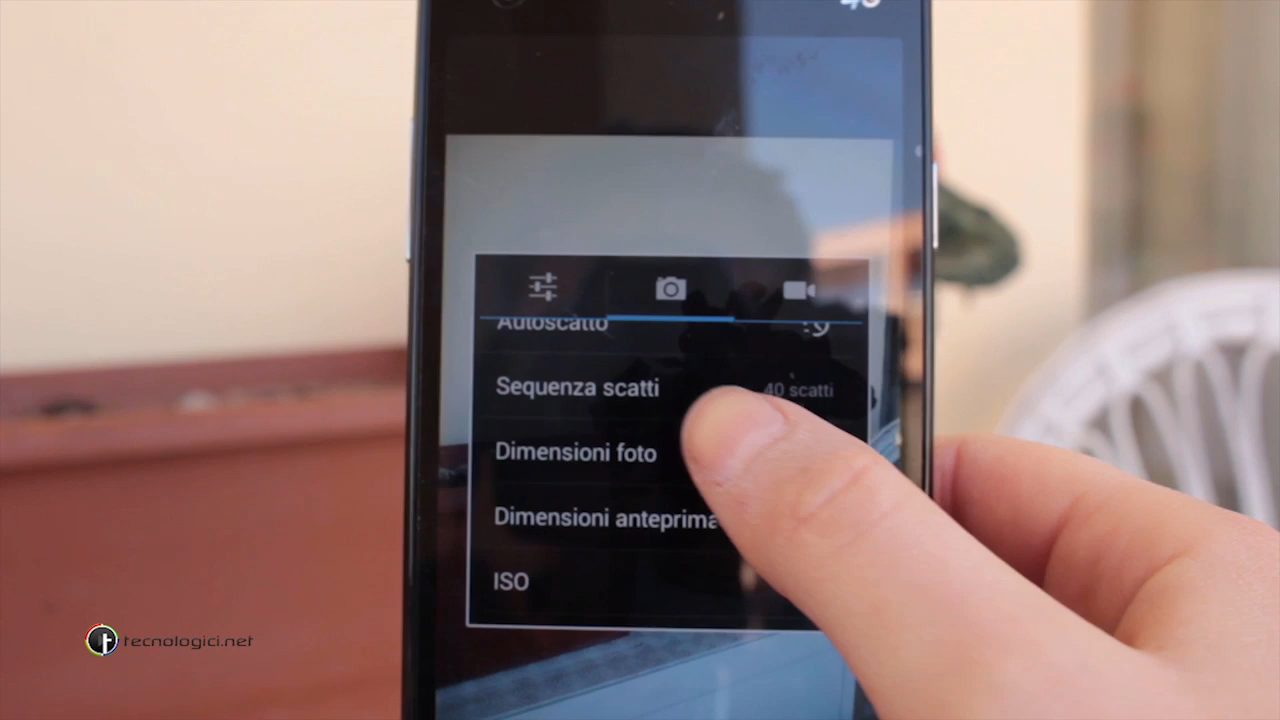 Autoscatto
Sequenza scatti 40 scatti
Dimensioni foto
Dimensioni anteprima
ISO
tecnologici.net